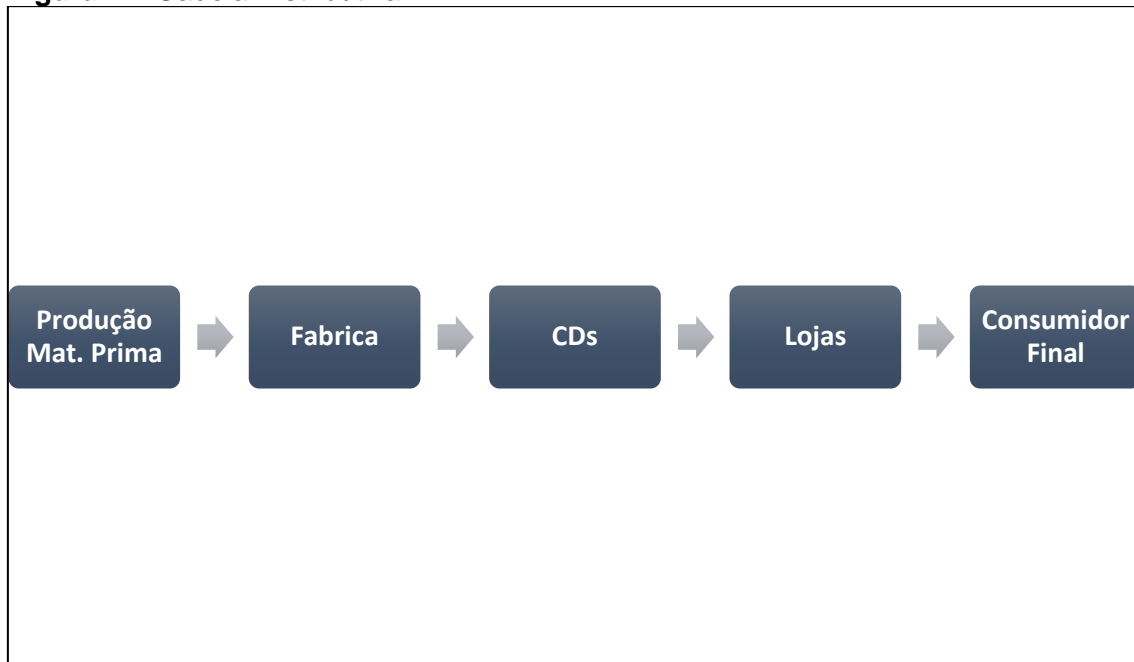 Produção
Mat. Prima
Fabrica
CDs
Lojas
Consumidor
Final